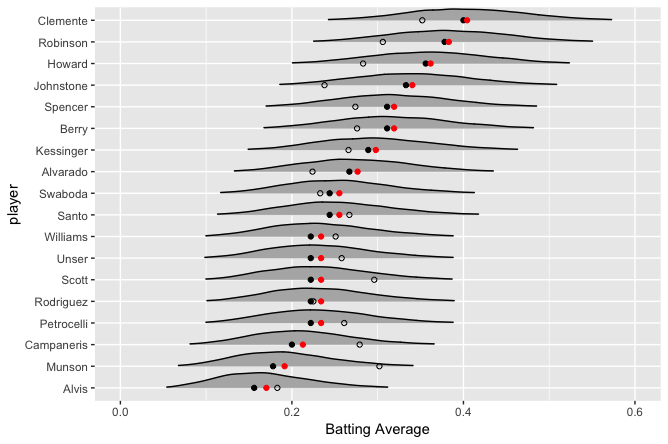 Clemente
Robinson
Howard
Johnstone
Spencer
Berry
Kessinger
Alvarado
Swaboda
Santo
Williams
Unser
Scott
Rodriguez
Petrocelli
Campaneris
Munson
Alvis
player
0.0 0.2 0.4 0.6
Batting Average